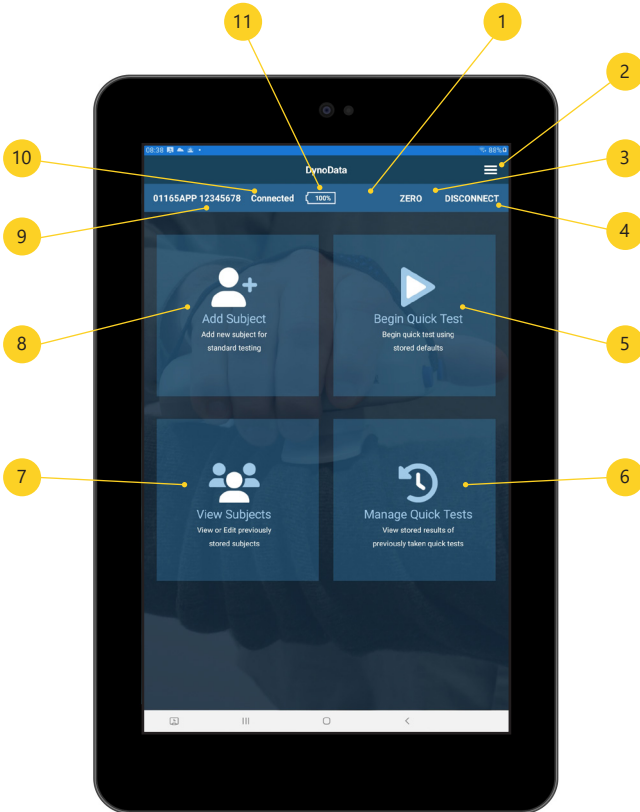 11
1
2
10
3
9
4
08:38
88%
DynoData
01165APP 12345678 Connected 100% ZERO DISCONNECT
8
Add Subject
Add new subject for
standard testing
Begin Quick Test
Begin quick test using
stored defaults
5
7
View Subjects
View or Edit previously
stored subjects
Manage Quick Tests
View stored results of
previously taken quick tests
6